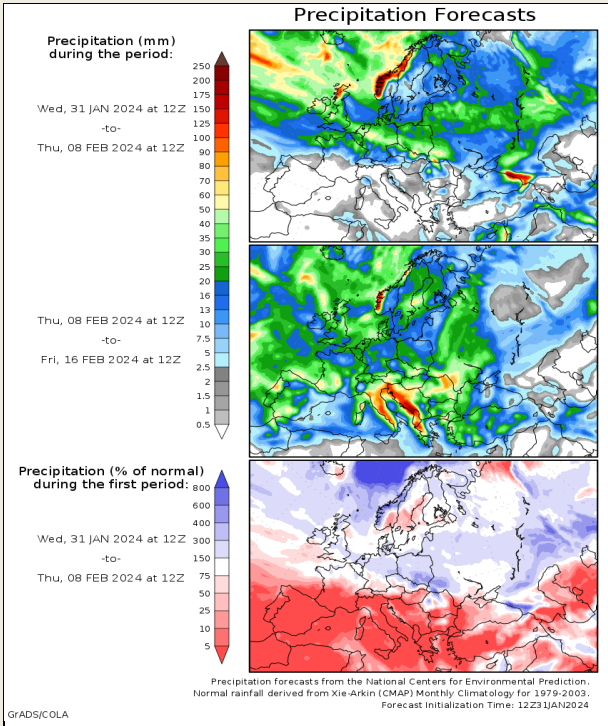 Precipitation Forecasts
Precipitation (mm)
during the period:
Wed, 31 JAN 2024 at 12Z
-to-
Thu, 08 FEB 2024 at 12Z
250
200
175
150
125
100
90
80
70
60
50
40
35
30
25
20
16
13
10
7.5
5
2.5
2
1.5
1
0.5
Thu, 08 FEB 2024 at 12Z
-to-
Fri, 16 FEB 2024 at 12Z
Precipitation (% of normal)
during the first period:
Wed, 31 JAN 2024 at 12Z
-to-
Thu, 08 FEB 2024 at 12Z
800
600
400
300
150
75
50
25
10
5
Precipitation forecasts from the National Centers for Environmental Prediction.
Normal rainfall derived from Xie-Arkin (CMAP) Monthly Climatology for 1979-2003.
Forecast Initialization Time: 12Z31JAN2024
GrADS/COLA